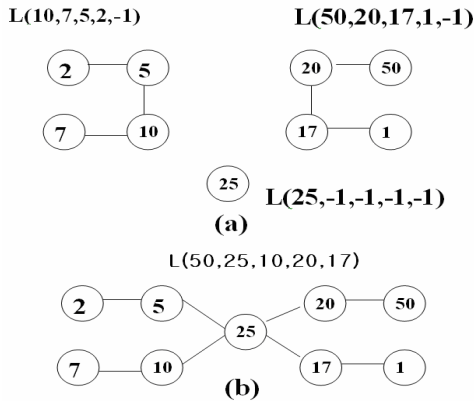 L(10,7,5,2,-1)
L(50,20,17,1,-1)
2 5 20 50
7 10 17 1
25
L(25,-1,-1,-1,-1)
(a)
L(50,25,10,20,17)
2 5 20 50
25
7 10 17 1
(b)